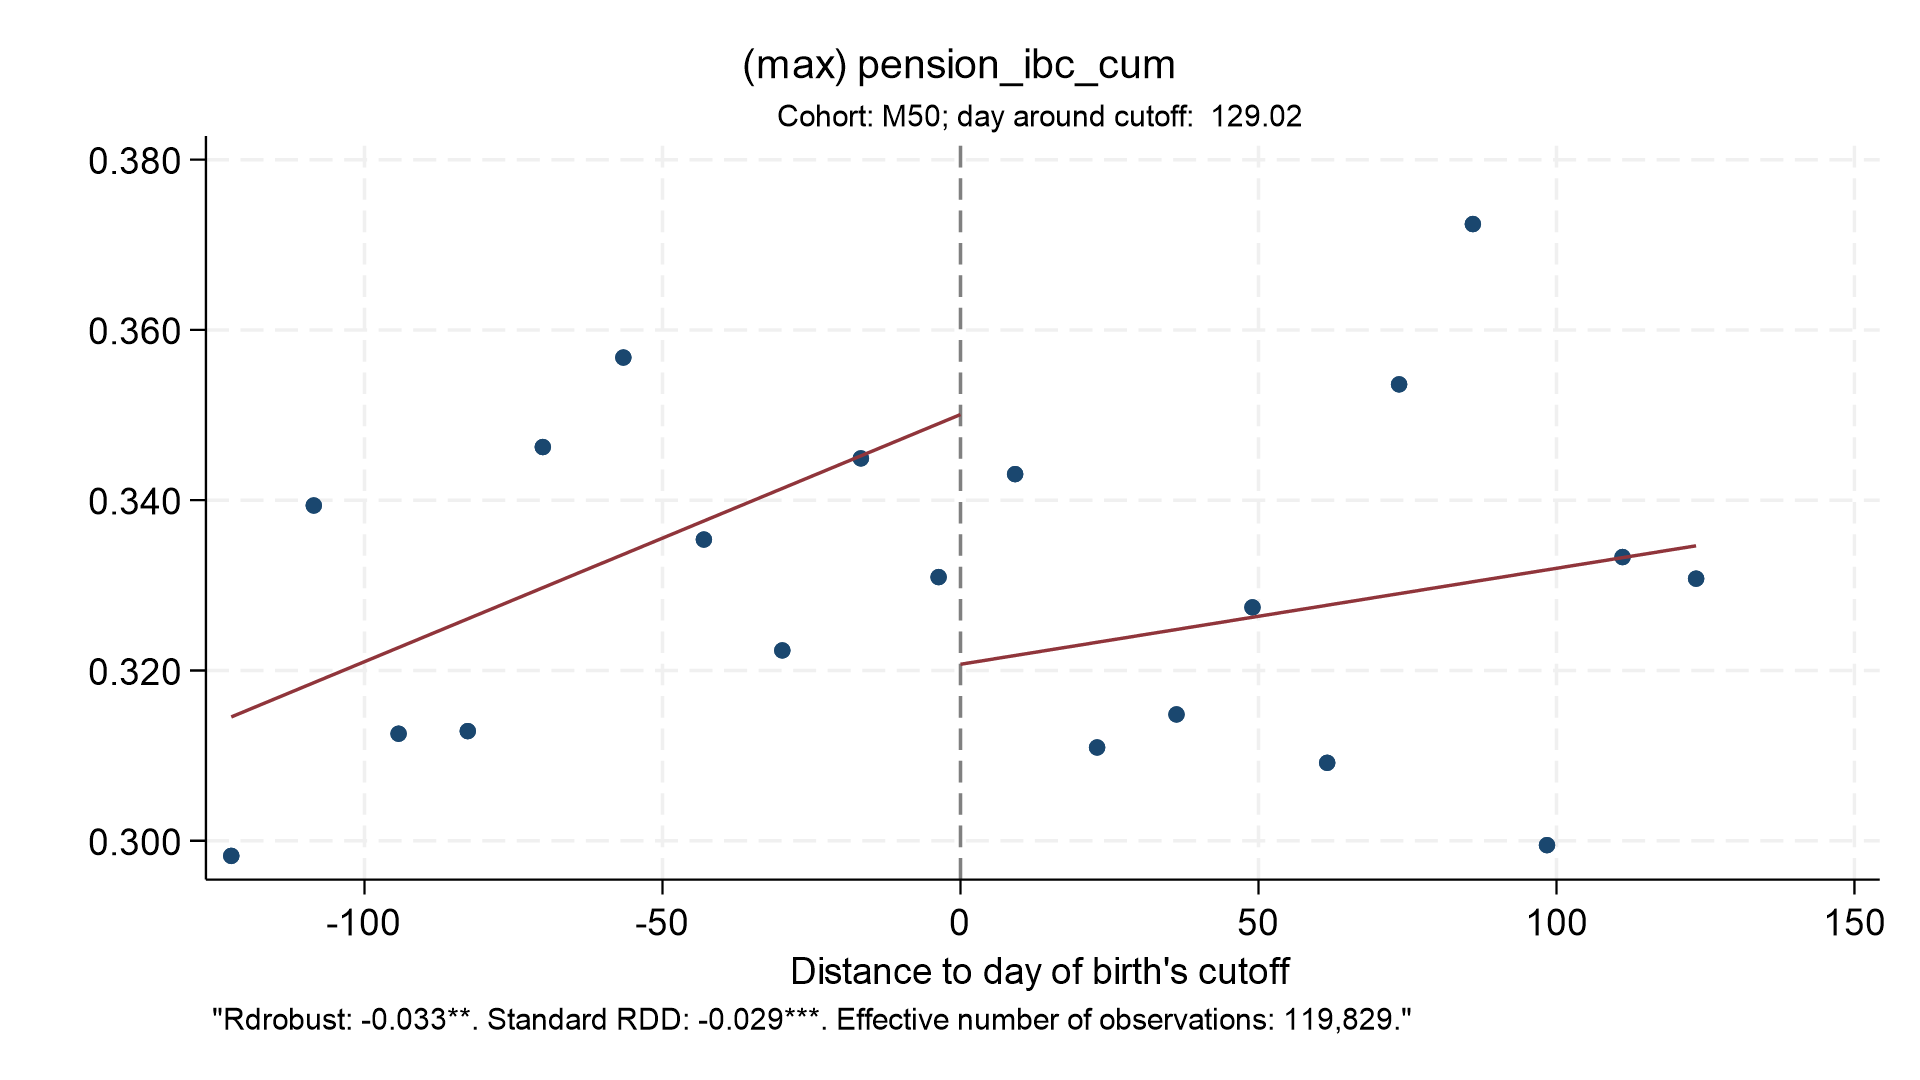 (max) pension_ibc_cum
Cohort: M50; day around cutoff:  129.02
0.380
0.360
0.340
0.320
0.300
-100 -50 0 50 100 150
Distance to day of birth's cutoff
"Rdrobust: -0.033**. Standard RDD: -0.029***. Effective number of observations: 119,829."